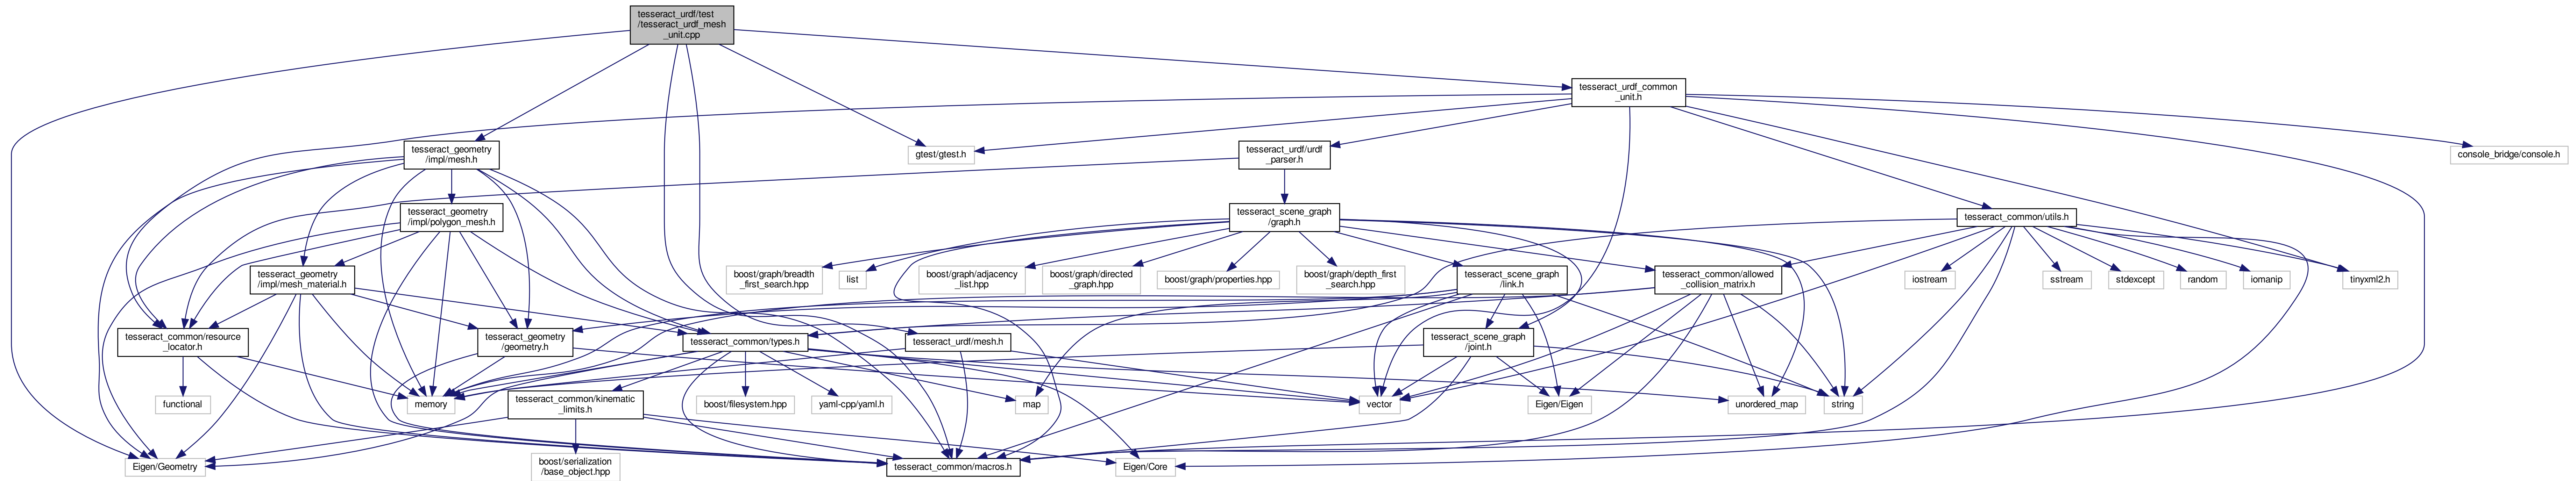 tesseract_urdf/test
/tesseract_urdf_mesh
_unit.cpp
tesseract_urdf_common
_unit.h
tesseract_geometry
/impl/mesh.h
gtest/gtest.h
tesseract_urdf/urdf
_parser.h
console_bridge/console.h
tesseract_geometry
/impl/polygon_mesh.h
tesseract_scene_graph
/graph.h
tesseract_common/utils.h
tesseract_geometry
/impl/mesh_material.h
boost/graph/breadth
_first_search.hpp
list
boost/graph/adjacency
_list.hpp
boost/graph/directed
_graph.hpp
boost/graph/properties.hpp
boost/graph/depth_first
_search.hpp
tesseract_scene_graph
/link.h
tesseract_common/allowed
_collision_matrix.h
iostream
sstream
stdexcept
random
iomanip
tinyxml2.h
tesseract_common/resource
_locator.h
tesseract_geometry
/geometry.h
tesseract_common/types.h
tesseract_urdf/mesh.h
tesseract_scene_graph
/joint.h
functional
memory
tesseract_common/kinematic
_limits.h
boost/filesystem.hpp
yaml-cpp/yaml.h
map
vector
Eigen/Eigen
unordered_map
string
Eigen/Geometry
boost/serialization
/base_object.hpp
tesseract_common/macros.h
Eigen/Core